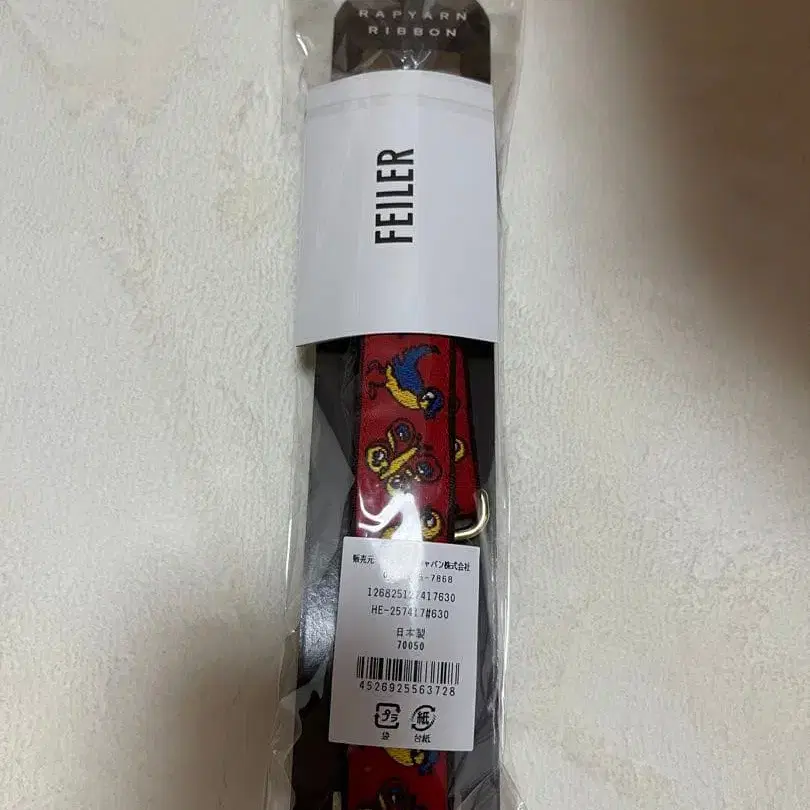 RAPYARN
RIBBON
FEILER
販売元
ャパン株式会社
-7868
126825127417630
HE-257417#630
日本製
70050
4526925563728
プラ
紙
袋
台紙